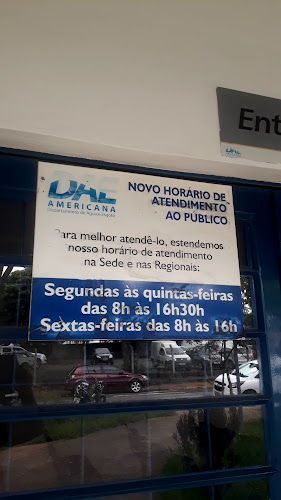 Ent
DAE
AMERICANA
Departamento de Água e Esgoto
NOVO HORÁRIO DE
ATENDIMENTO
AO PÚBLICO
Para melhor atendê-lo, estendemos
nosso horário de atendimento
na Sede e nas Regionais:
Segundas às quintas-feiras
das 8h às 16h30h
Sextas-feiras das 8h às 16h